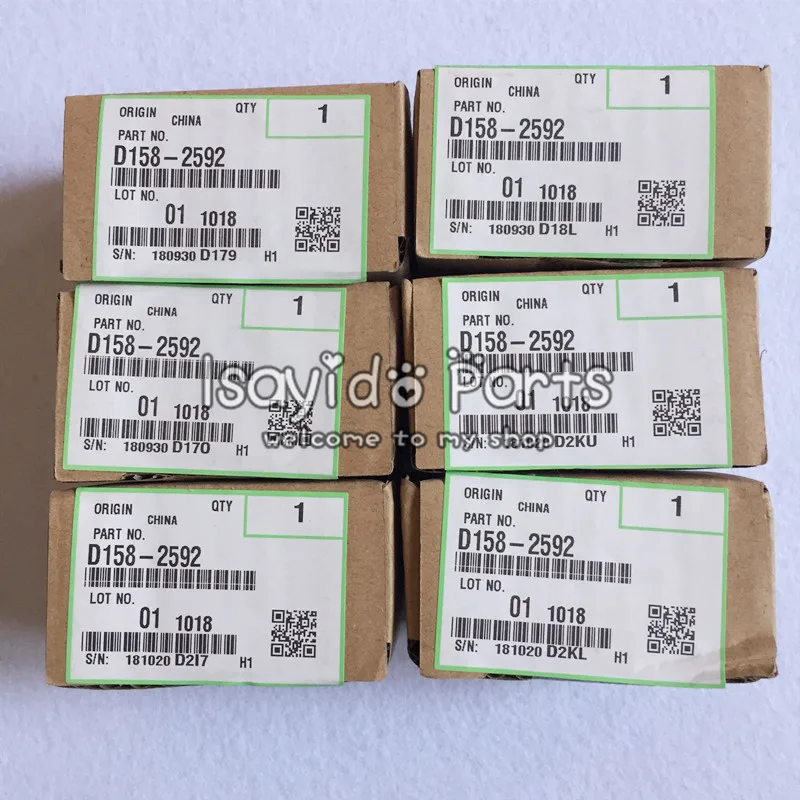 ORIGIN CHINA QTY 1
PART NO.
D158-2592
LOT NO.
01 1018
S/N: 180930 D179 H1
ORIGIN CHINA QTY 1
PART NO.
D158-2592
LOT NO.
01 1018
S/N: 180930 D18L H1
ORIGIN CHINA QTY 1
PART NO.
D158-2592
LOT NO.
01 1018
S/N: 180930 D17O H1
ORIGIN CHINA QTY 1
PART NO.
D158-2592
LOT NO.
01 1018
S/N: D2KU H1
Isayido Parts
welcome to my shop
ORIGIN CHINA QTY 1
PART NO.
D158-2592
LOT NO.
01 1018
S/N: 181020 D2I7 H1
ORIGIN CHINA QTY 1
PART NO.
D158-2592
LOT NO.
01 1018
S/N: 181020 D2KL H1